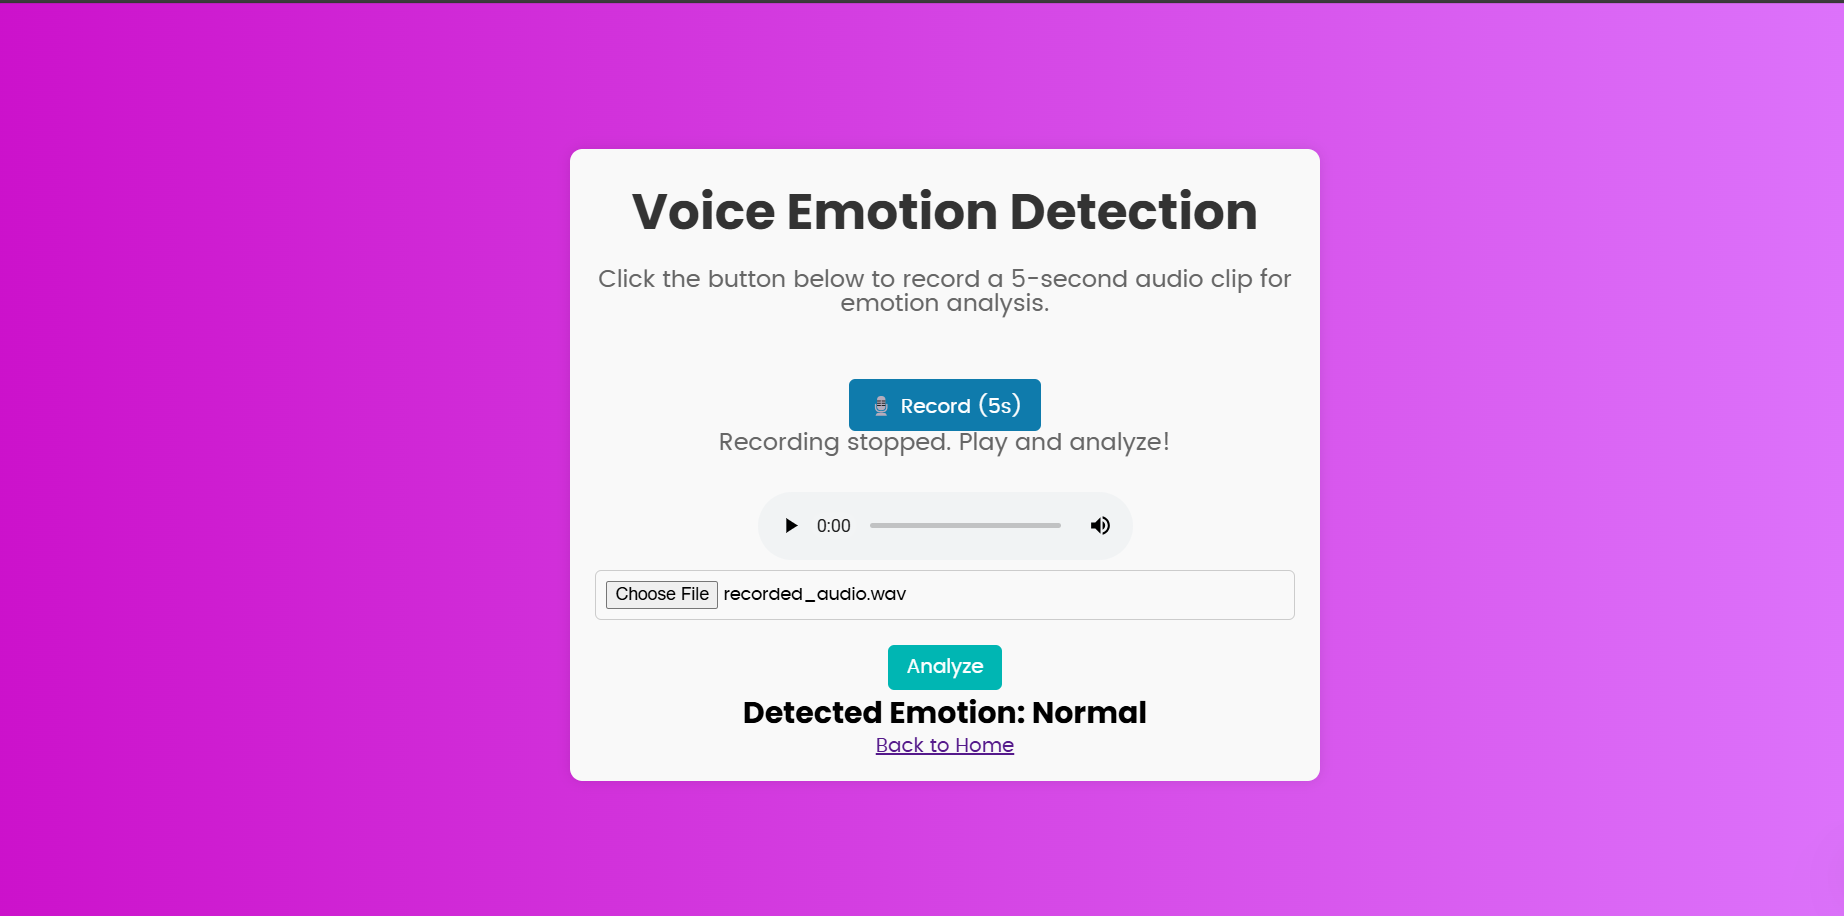 Voice Emotion Detection
Click the button below to record a 5-second audio clip for
emotion analysis.
Record (5s)
Recording stopped. Play and analyze!
0:00
Choose File recorded_audio.wav
Analyze
Detected Emotion: Normal
Back to Home